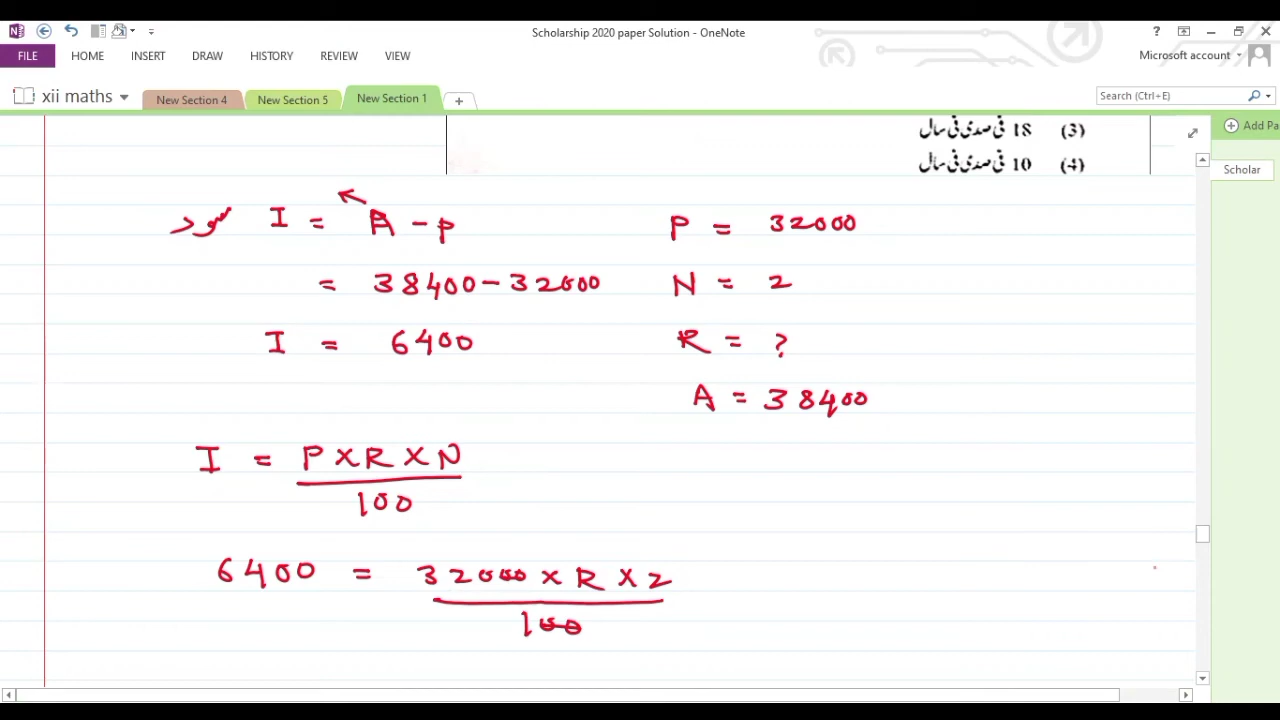 Scholarship 2020 paper Solution - OneNote
FILE HOME INSERT DRAW HISTORY REVIEW VIEW
Microsoft account
xii maths New Section 4 New Section 5 New Section 1
Search (Ctrl+E)
Add Pa
Scholar
(3) 18 فی صدی فی سال
(4) 10 فی صدی فی سال
I = A - P
= 38400 - 32000
I = 6400
P = 32000
N = 2
R = ?
A = 38400
I = P × R × N
100
6400 = 32000 × R × 2
100